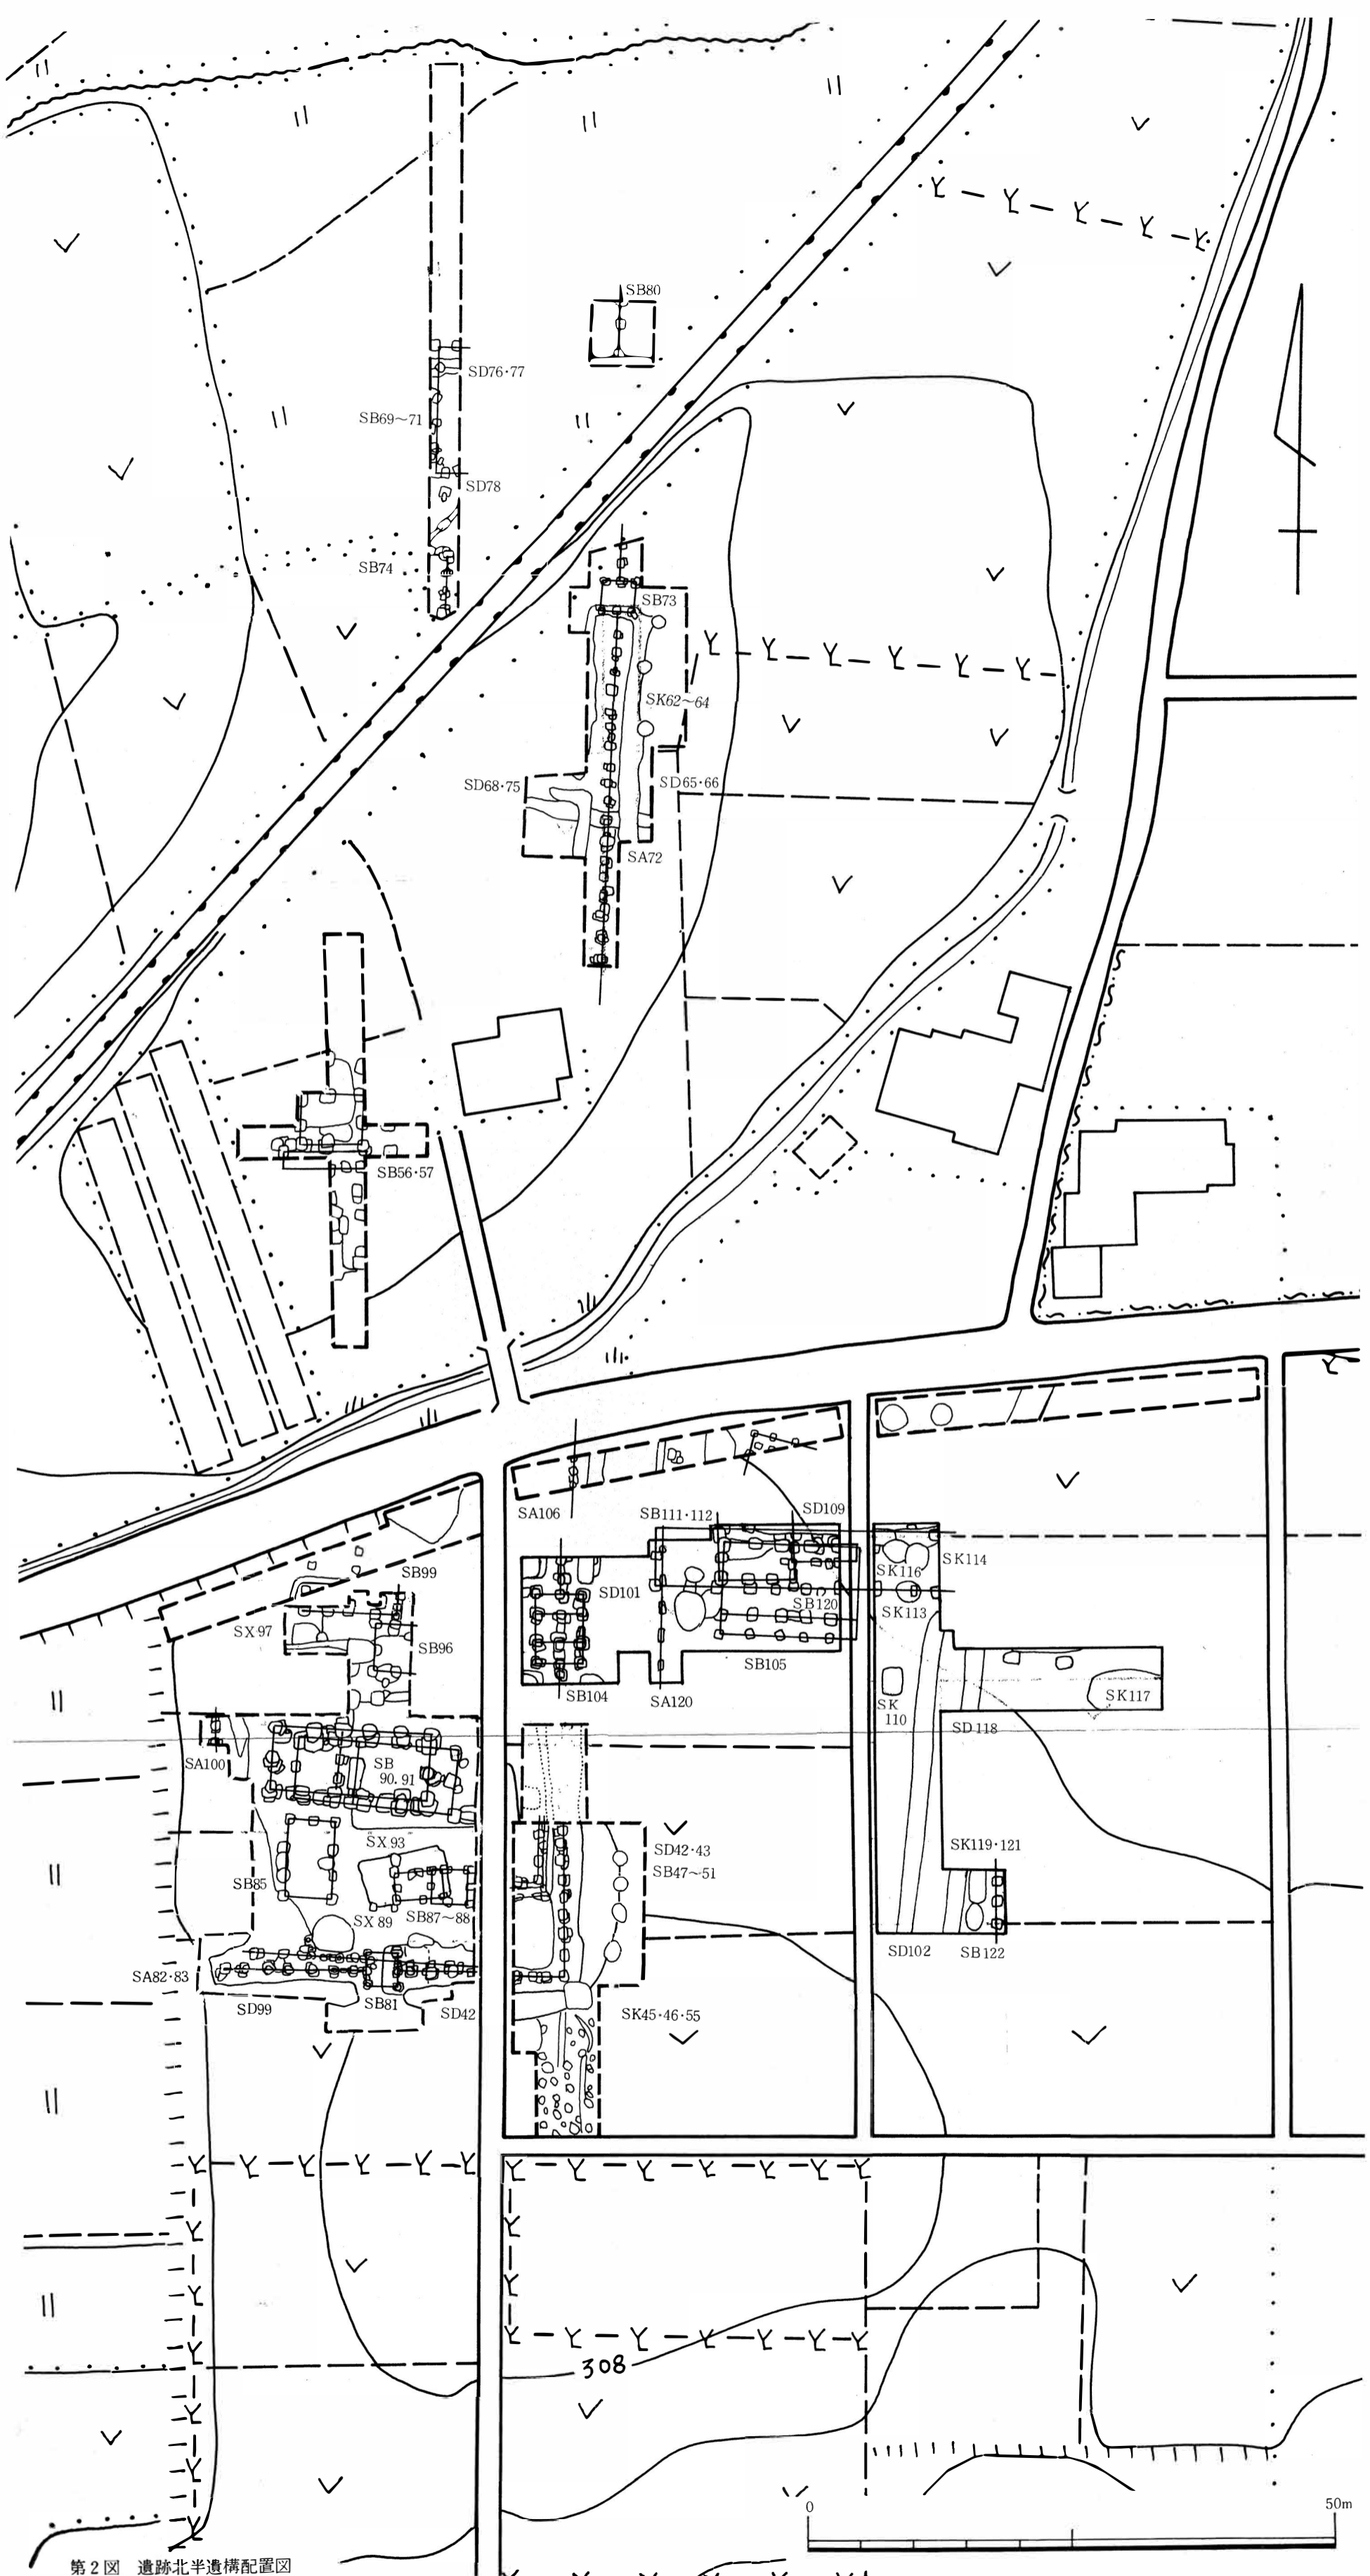 SB80
SD76·77
SB69～71
SD78
SB74
SB73
SK62～64
SD68·75
SD65·66
SA72
SB56·57
SA106
SB111·112
SD109
SB99
SD101
SK116
SK114
SX97
SB120
SK113
SB96
SB105
SB104
SA120
SK
110
SK117
SD118
SA100
SB
90.91
SX93
SD42·43
SK119·121
SB47～51
SB85
SX89
SB87～88
SD102
SB122
SA82·83
SD99
SB81
SD42
SK45·46·55
308
0
50m
第2図　遺跡北半遺構配置図